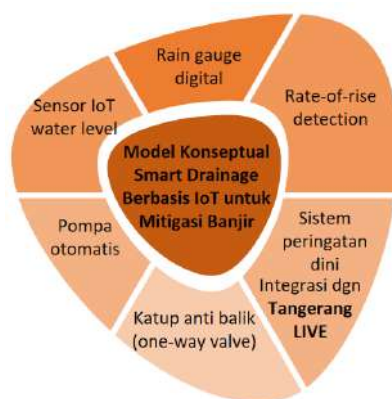 Rain gauge
digital
Sensor IoT
water level
Rate-of-rise
detection
Model Konseptual
Smart Drainage
Berbasis IoT untuk
Mitigasi Banjir
Pompa
otomatis
Sistem
peringatan
dini
Integrasi dgn
Tangerang
LIVE
Katup anti balik
(one-way valve)